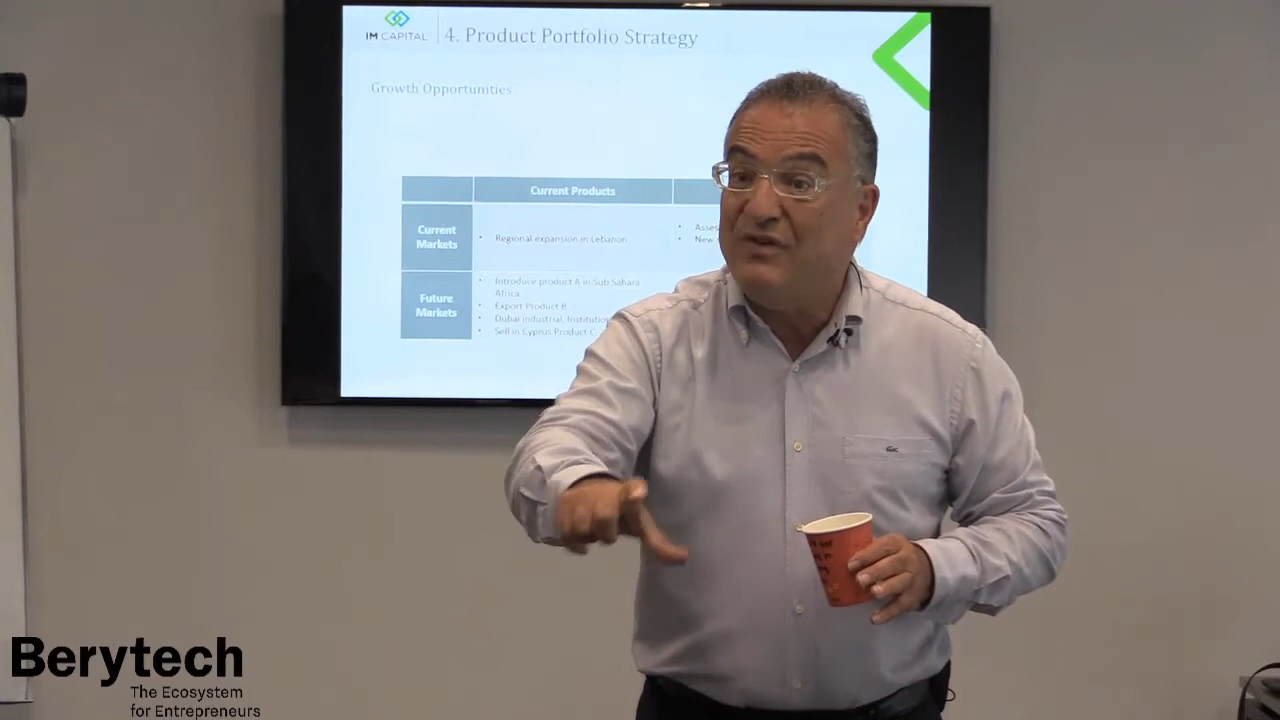 IM CAPITAL
4. Product Portfolio Strategy
Growth Opportunities
Current Products
Current
Markets
• Regional expansion in Lebanon
•
• New
Future
Markets
• Introduce product A in Sub Sahara
Africa
• Export Product B
• Dubai industrial,
• Sell in Cyprus Product C
Berytech
The Ecosystem
for Entrepreneurs